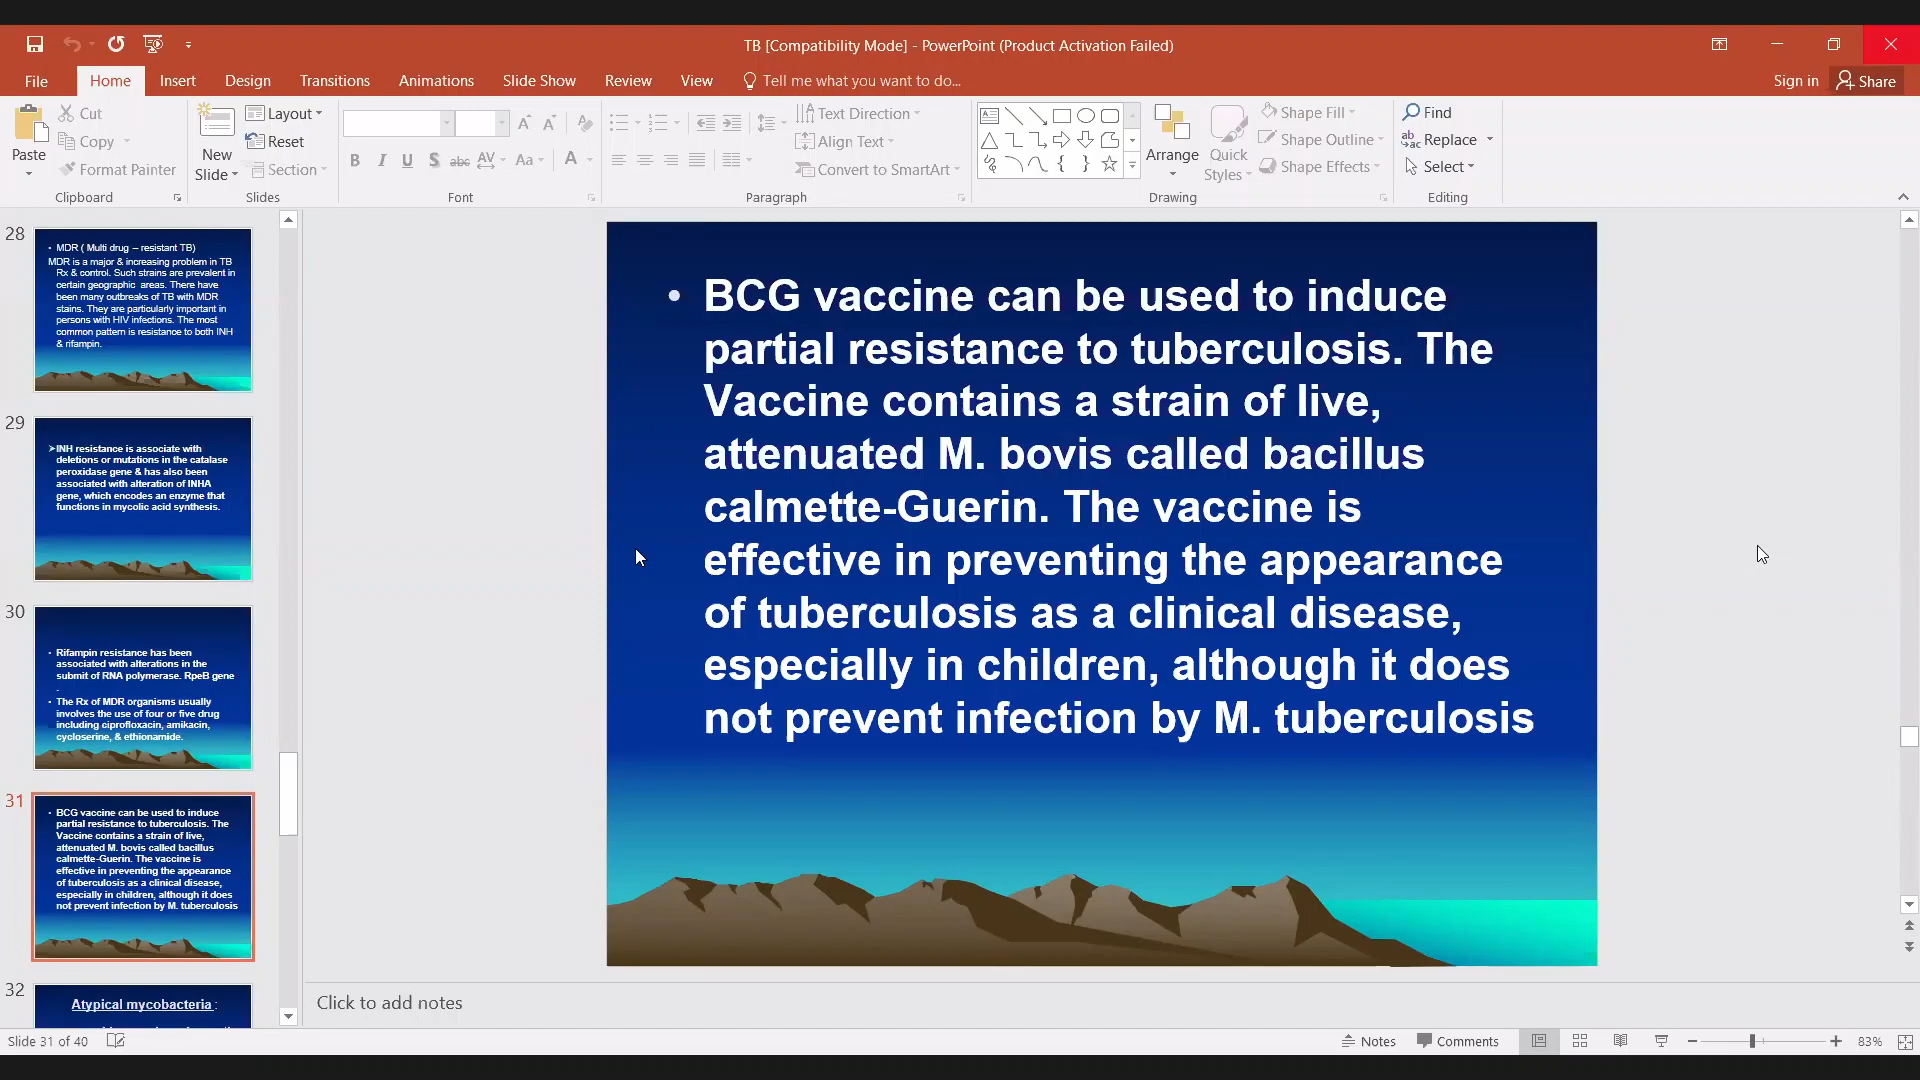 TB [Compatibility Mode] - PowerPoint (Product Activation Failed)
File Home Insert Design Transitions Animations Slide Show Review View Tell me what you want to do... Sign in Share
Paste
Cut
Copy
Format Painter
Clipboard
New
Slide
Layout
Reset
Section
Slides
B I U S abc AV Aa A
Font
Text Direction
Align Text
Convert to SmartArt
Paragraph
Arrange
Quick
Styles
Shape Fill
Shape Outline
Shape Effects
Drawing
Find
Replace
Select
Editing
28
• MDR ( Multi drug – resistant TB)
MDR is a major & increasing problem in TB
Rx & control. Such strains are prevalent in
certain geographic areas. There have
been many outbreaks of TB with MDR
stains. They are particularly important in
persons with HIV infections. The most
common pattern is resistance to both INH
& rifampin.
29
➢INH resistance is associate with
deletions or mutations in the catalase
peroxidase gene & has also been
associated with alteration of INHA
gene, which encodes an enzyme that
functions in mycolic acid synthesis.
30
• Rifampin resistance has been
associated with alterations in the
submit of RNA polymerase. RpeB gene
.
• The Rx of MDR organisms usually
involves the use of four or five drug
including ciprofloxacin, amikacin,
cycloserine, & ethionamide.
31
• BCG vaccine can be used to induce
partial resistance to tuberculosis. The
Vaccine contains a strain of live,
attenuated M. bovis called bacillus
calmette-Guerin. The vaccine is
effective in preventing the appearance
of tuberculosis as a clinical disease,
especially in children, although it does
not prevent infection by M. tuberculosis
32
Atypical mycobacteria :
• BCG vaccine can be used to induce
partial resistance to tuberculosis. The
Vaccine contains a strain of live,
attenuated M. bovis called bacillus
calmette-Guerin. The vaccine is
effective in preventing the appearance
of tuberculosis as a clinical disease,
especially in children, although it does
not prevent infection by M. tuberculosis
Click to add notes
Slide 31 of 40 Notes Comments 83%